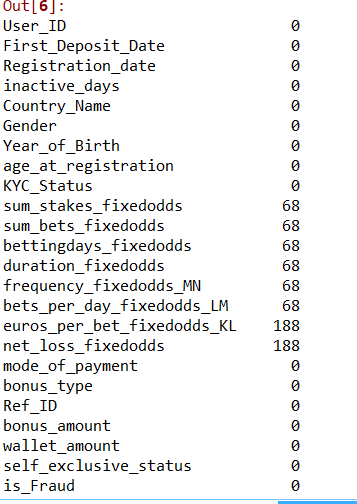 Out[6]:
User_ID 0
First_Deposit_Date 0
Registration_date 0
inactive_days 0
Country_Name 0
Gender 0
Year_of_Birth 0
age_at_registration 0
KYC_Status 0
sum_stakes_fixedodds 68
sum_bets_fixedodds 68
bettingdays_fixedodds 68
duration_fixedodds 68
frequency_fixedodds_MN 68
bets_per_day_fixedodds_LM 68
euros_per_bet_fixedodds_KL 188
net_loss_fixedodds 188
mode_of_payment 0
bonus_type 0
Ref_ID 0
bonus_amount 0
wallet_amount 0
self_exclusive_status 0
is_Fraud 0